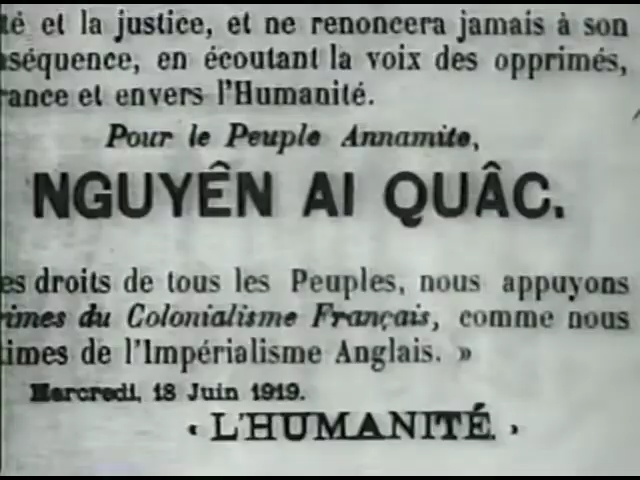 té et la justice, et ne renoncera jamais à son
nséquence, en écoutant la voix des opprimés,
rance et envers l'Humanité.
Pour le Peuple Annamite,
NGUYÊN AI QUÂC.
es droits de tous les Peuples, nous appuyons
imes du Colonialisme Français, comme nous
imes de l'Impérialisme Anglais. »
Mercredi, 18 Juin 1919.
« L'HUMANITÉ. »